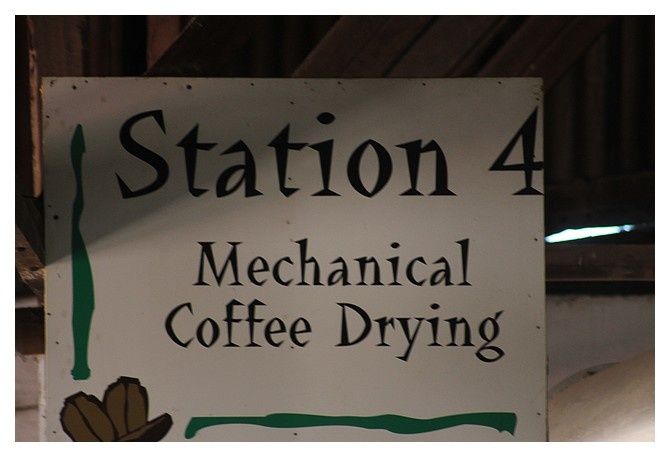 Station 4
Mechanical
Coffee Drying